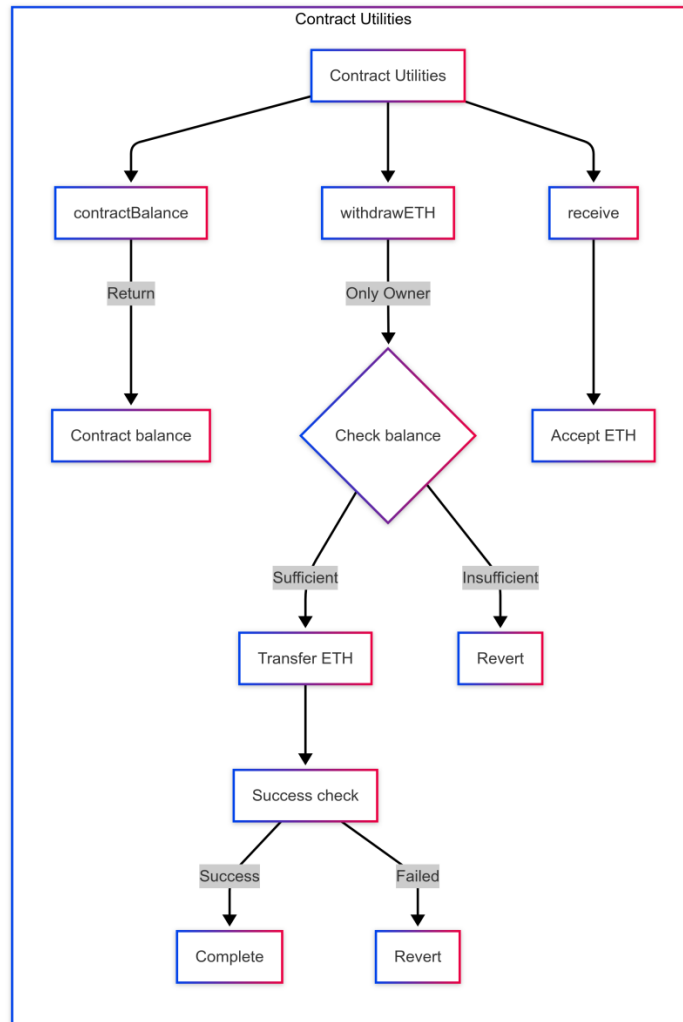 Contract Utilities
Contract Utilities
contractBalance
withdrawETH
receive
Return
Only Owner
Contract balance
Check balance
Accept ETH
Sufficient
Insufficient
Transfer ETH
Revert
Success check
Success
Failed
Complete
Revert